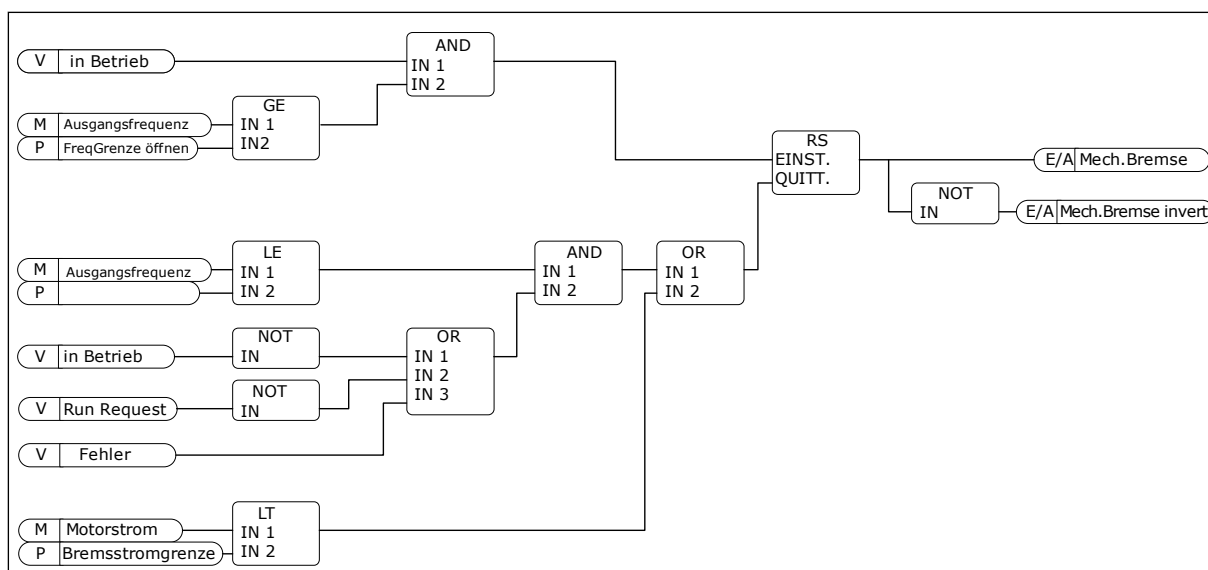 AND
V in Betrieb
IN 1
IN 2
GE
M Ausgangsfrequenz
IN 1
P FreqGrenze öffnen
IN2
RS
EINST.
QUITT.
E/A Mech.Bremse
NOT
IN
E/A Mech.Bremse invert
LE
M Ausgangsfrequenz
IN 1
P
IN 2
AND
IN 1
IN 2
OR
IN 1
IN 2
NOT
V in Betrieb
IN
OR
IN 1
IN 2
IN 3
NOT
V Run Request
IN
V Fehler
LT
M Motorstrom
IN 1
P Bremsstromgrenze
IN 2